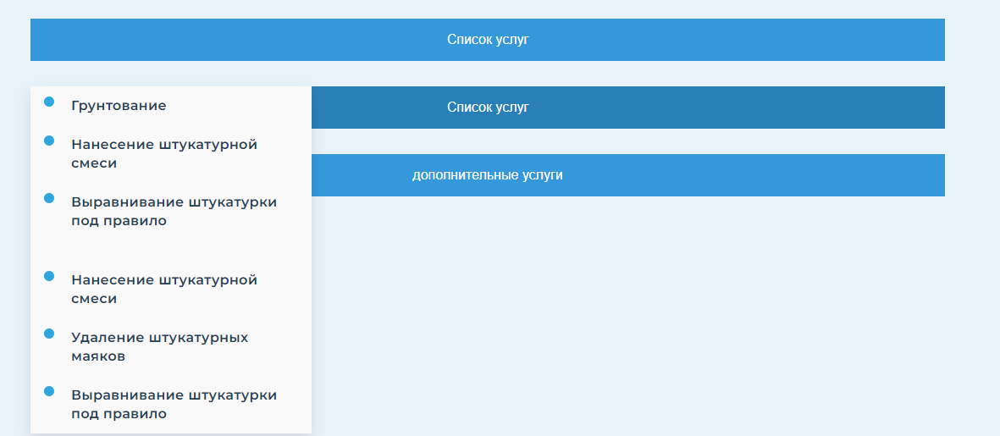 Список услуг
Список услуг
дополнительные услуги
Грунтование
Нанесение штукатурной
смеси
Выравнивание штукатурки
под правило
Нанесение штукатурной
смеси
Удаление штукатурных
маяков
Выравнивание штукатурки
под правило